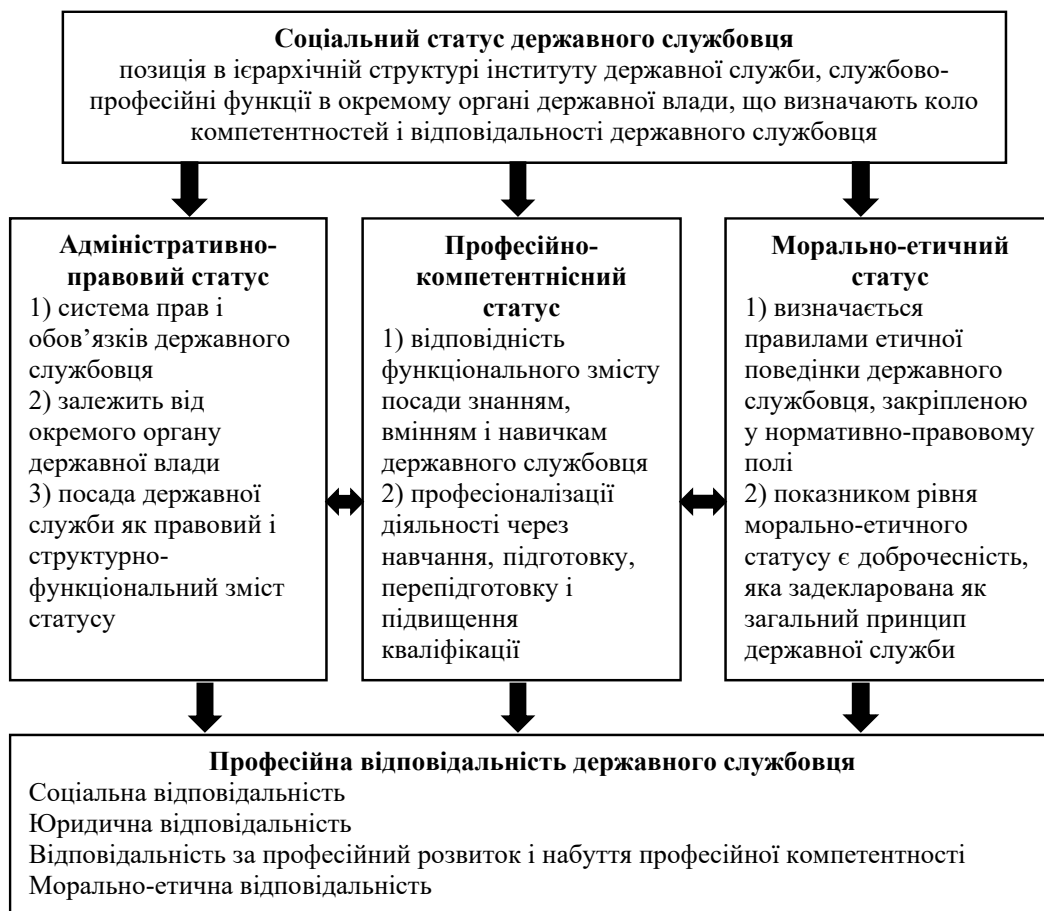 Соціальний статус державного службовця
позиція в ієрархічній структурі інституту державної служби, службово-
професійні функції в окремому органі державної влади, що визначають коло
компетентностей і відповідальності державного службовця
Адміністративно-
правовий статус
1) система прав і
обов’язків державного
службовця
2) залежить від
окремого органу
державної влади
3) посада державної
служби як правовий і
структурно-
функціональний зміст
статусу
Професійно-
компетентнісний
статус
1) відповідність
функціонального змісту
посади знанням,
вмінням і навичкам
державного службовця
2) професіоналізації
діяльності через
навчання, підготовку,
перепідготовку і
підвищення
кваліфікації
Морально-етичний
статус
1) визначається
правилами етичної
поведінки державного
службовця, закріпленою
у нормативно-правовому
полі
2) показником рівня
морально-етичного
статусу є доброчесність,
яка задекларована як
загальний принцип
державної служби
Професійна відповідальність державного службовця
Соціальна відповідальність
Юридична відповідальність
Відповідальність за професійний розвиток і набуття професійної компетентності
Морально-етична відповідальність